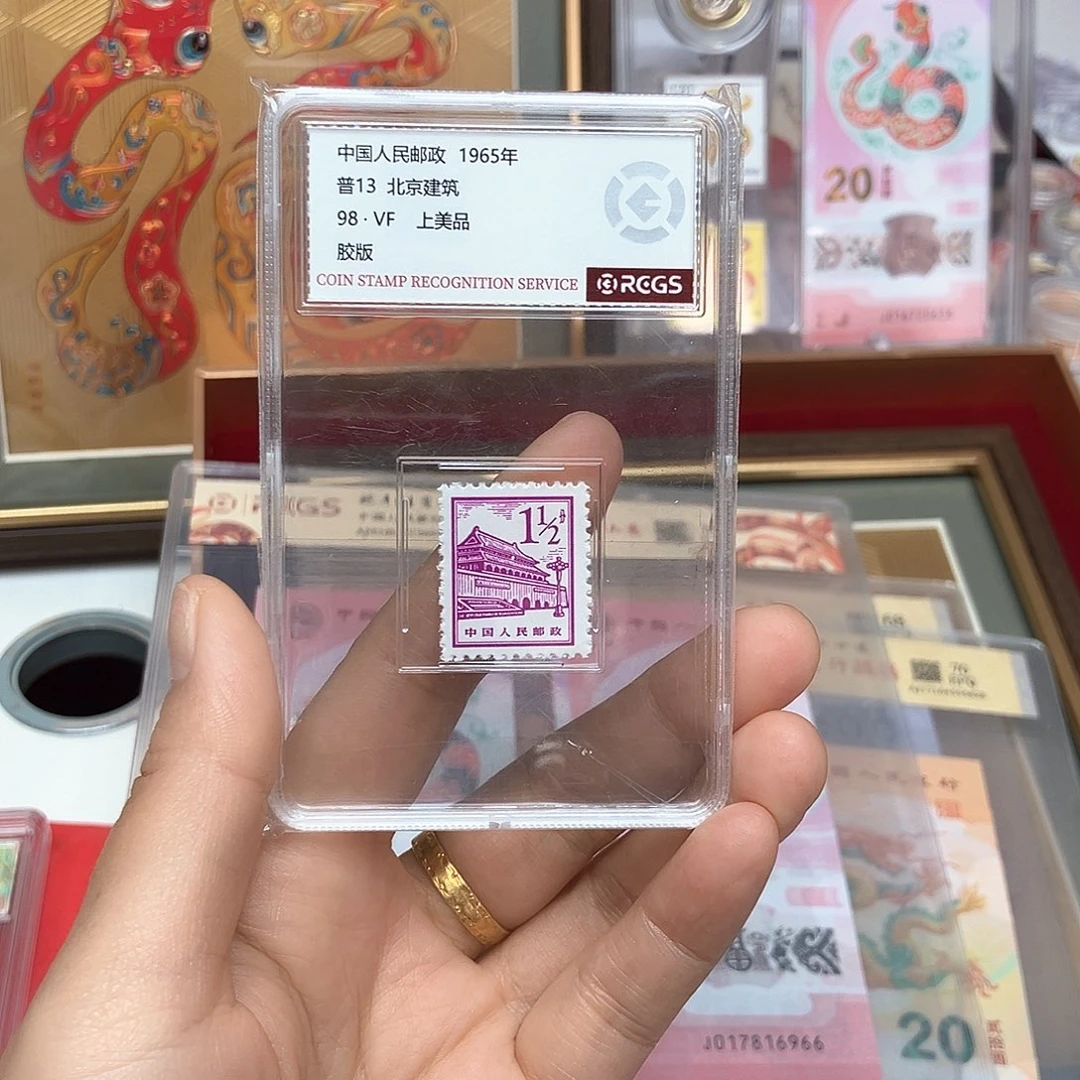 中国人民邮政 1965年
普13 北京建筑
98·VF 上美品
胶版
COIN STAMP RECOGNITION SERVICE
RCGS
1½
中国人民邮政
20
20
J017816966
70